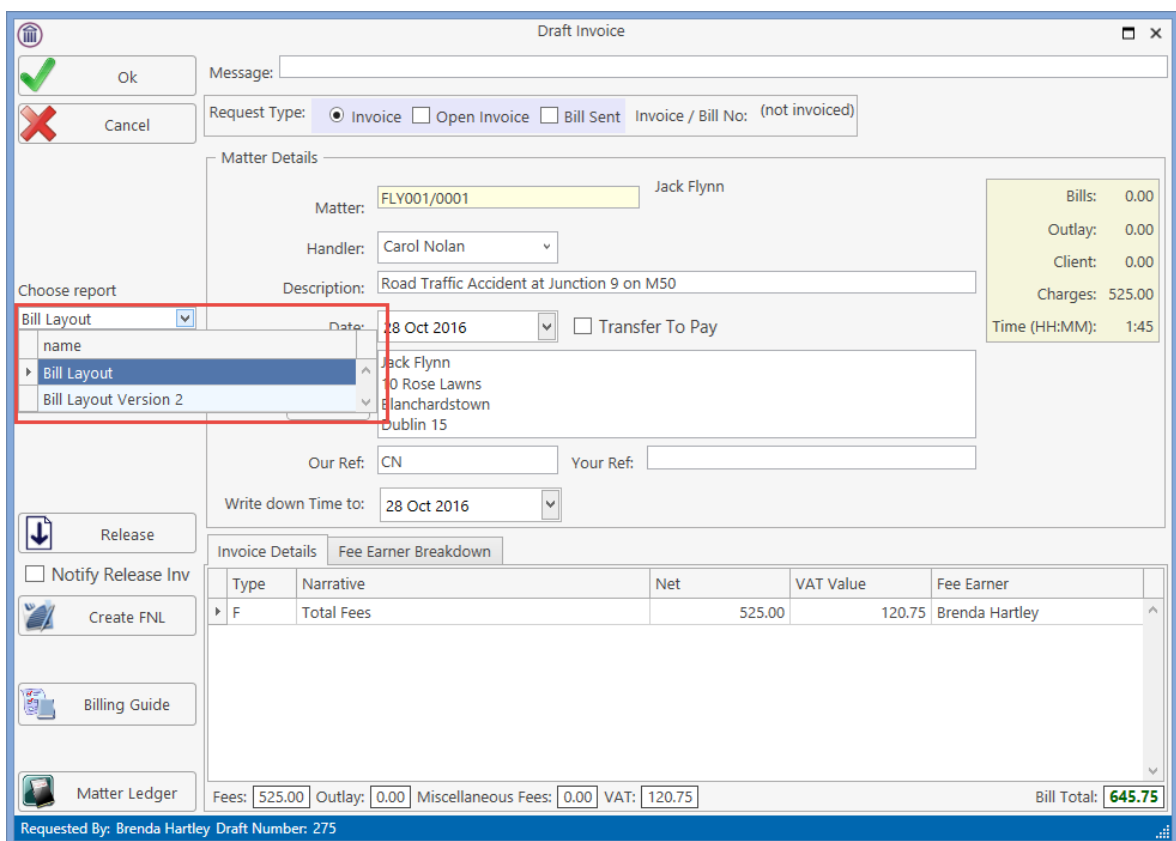 Draft Invoice
Ok
Message:
Cancel
Request Type: Invoice Open Invoice Bill Sent Invoice / Bill No: (not invoiced)
Matter Details
Matter: FLY001/0001 Jack Flynn
Handler: Carol Nolan
Description: Road Traffic Accident at Junction 9 on M50
Date: 28 Oct 2016 Transfer To Pay
Jack Flynn
10 Rose Lawns
Blanchardstown
Dublin 15
Our Ref: CN Your Ref:
Write down Time to: 28 Oct 2016
Bills: 0.00
Outlay: 0.00
Client: 0.00
Charges: 525.00
Time (HH:MM): 1:45
Choose report
Bill Layout
name
Bill Layout
Bill Layout Version 2
Release
Notify Release Inv
Create FNL
Billing Guide
Matter Ledger
Invoice Details Fee Earner Breakdown
Type Narrative Net VAT Value Fee Earner
F Total Fees 525.00 120.75 Brenda Hartley
Fees: 525.00 Outlay: 0.00 Miscellaneous Fees: 0.00 VAT: 120.75 Bill Total: 645.75
Requested By: Brenda Hartley Draft Number: 275